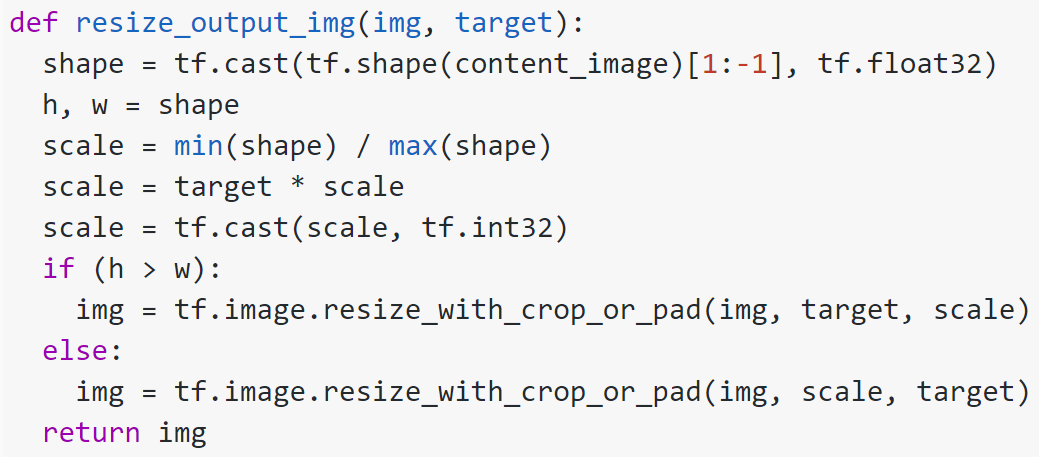 def resize_output_img(img, target):
  shape = tf.cast(tf.shape(content_image)[1:-1], tf.float32)
  h, w = shape
  scale = min(shape) / max(shape)
  scale = target * scale
  scale = tf.cast(scale, tf.int32)
  if (h > w):
    img = tf.image.resize_with_crop_or_pad(img, target, scale)
  else:
    img = tf.image.resize_with_crop_or_pad(img, scale, target)
  return img